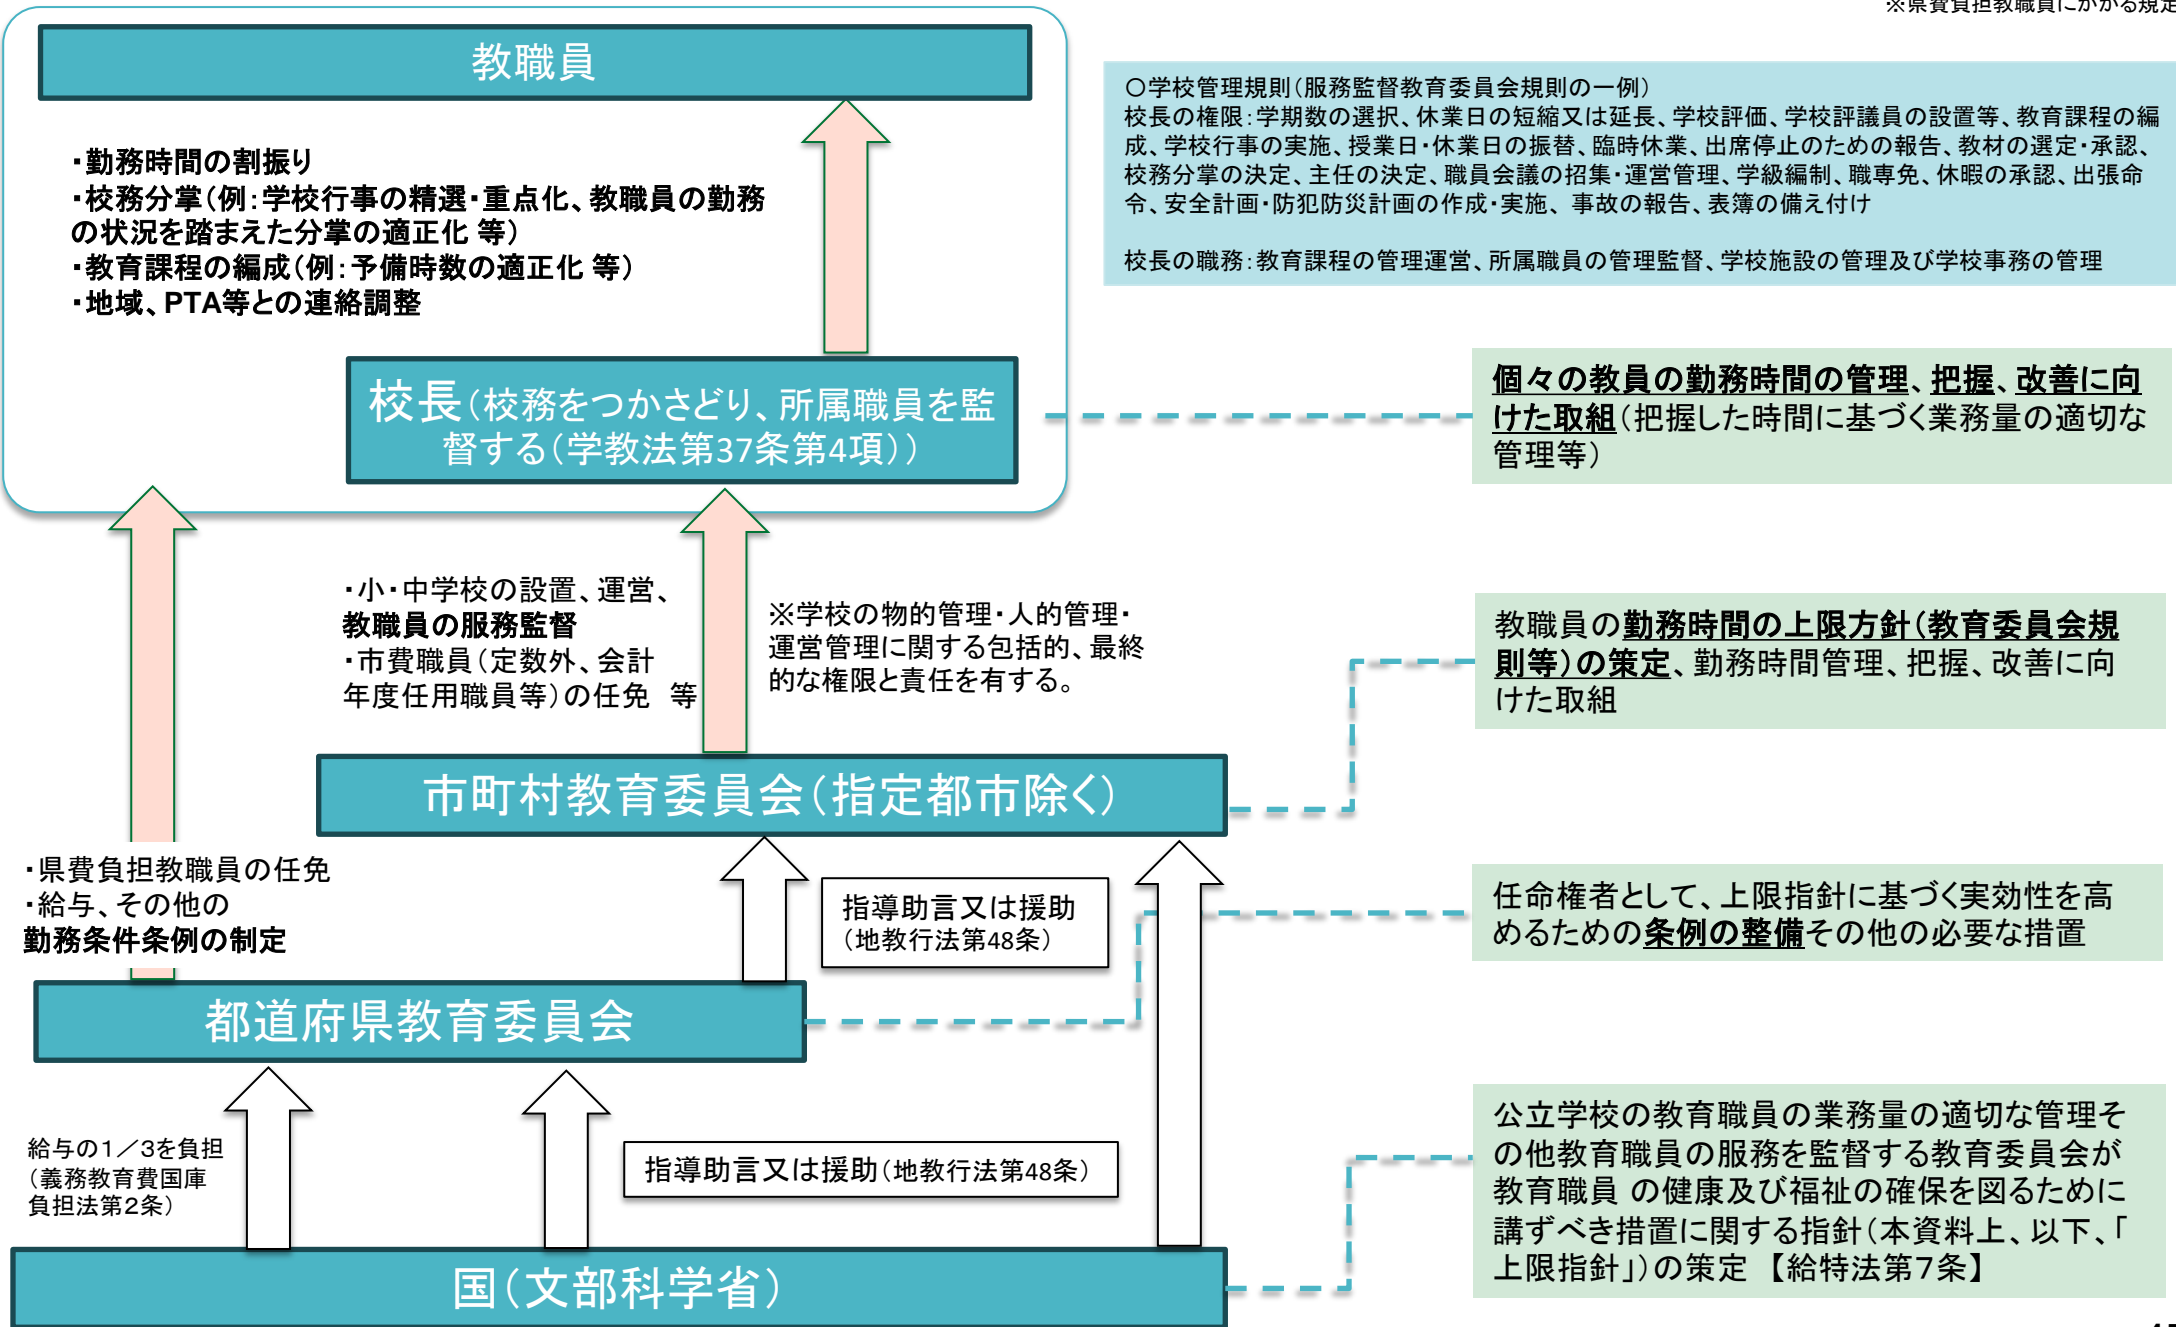 ※県費負担教職員にかかる規定
教職員
〇学校管理規則(服務監督教育委員会規則の一例)
校長の権限:学期数の選択、休業日の短縮又は延長、学校評価、学校評議員の設置等、教育課程の編
成、学校行事の実施、授業日・休業日の振替、臨時休業、出席停止のための報告、教材の選定・承認、
校務分掌の決定、主任の決定、職員会議の招集・運営管理、学級編制、職専免、休暇の承認、出張命
令、安全計画・防犯防災計画の作成・実施、 事故の報告、表簿の備え付け
校長の職務:教育課程の管理運営、所属職員の管理監督、学校施設の管理及び学校事務の管理
・勤務時間の割振り
・校務分掌(例:学校行事の精選・重点化、教職員の勤務
の状況を踏まえた分掌の適正化 等)
・教育課程の編成(例:予備時数の適正化 等)
・地域、PTA等との連絡調整
校長(校務をつかさどり、所属職員を監
督する(学教法第37条第4項))
個々の教員の勤務時間の管理、把握、改善に向
けた取組(把握した時間に基づく業務量の適切な
管理等)
・小・中学校の設置、運営、
教職員の服務監督
・市費職員(定数外、会計
年度任用職員等)の任免 等
※学校の物的管理・人的管理・
運営管理に関する包括的、最終
的な権限と責任を有する。
教職員の勤務時間の上限方針(教育委員会規
則等)の策定、勤務時間管理、把握、改善に向
けた取組
市町村教育委員会(指定都市除く)
・県費負担教職員の任免
・給与、その他の
勤務条件条例の制定
指導助言又は援助
(地教行法第48条)
任命権者として、上限指針に基づく実効性を高
めるための条例の整備その他の必要な措置
都道府県教育委員会
給与の1/3を負担
(義務教育費国庫
負担法第2条)
指導助言又は援助(地教行法第48条)
公立学校の教育職員の業務量の適切な管理そ
の他教育職員の服務を監督する教育委員会が
教育職員 の健康及び福祉の確保を図るために
講ずべき措置に関する指針(本資料上、以下、「
上限指針」)の策定 【給特法第7条】
国(文部科学省)